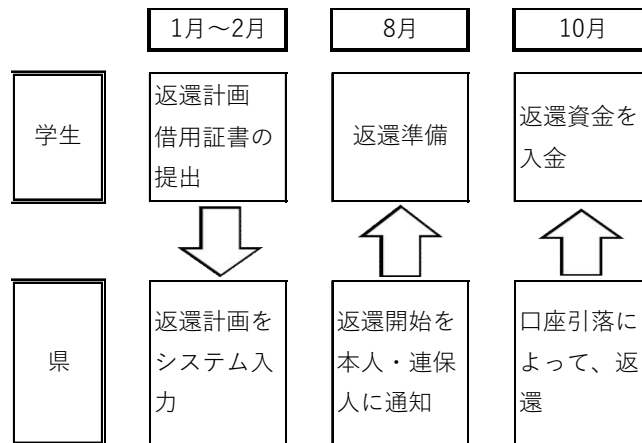 1月～2月
8月
10月
学生
返還計画
借用証書の
提出
返還準備
返還資金を
入金
県
返還計画を
システム入
力
返還開始を
本人・連保
人に通知
口座引落に
よって、返
還